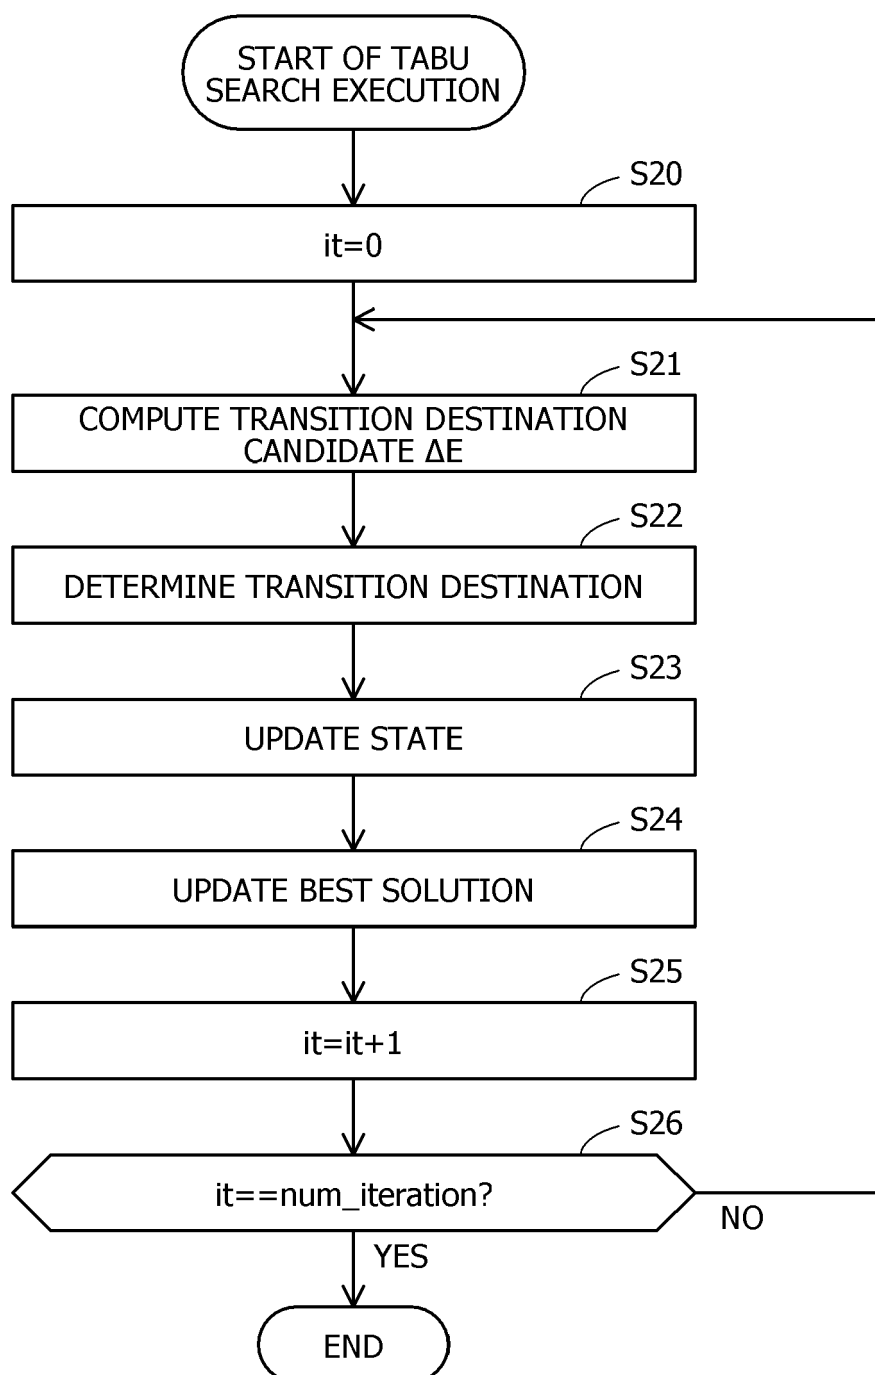 START OF TABU
SEARCH EXECUTION
S20
it=0
S21
COMPUTE TRANSITION DESTINATION
CANDIDATE ΔE
S22
DETERMINE TRANSITION DESTINATION
S23
UPDATE STATE
S24
UPDATE BEST SOLUTION
S25
it=it+1
S26
it==num_iteration?
NO
YES
END